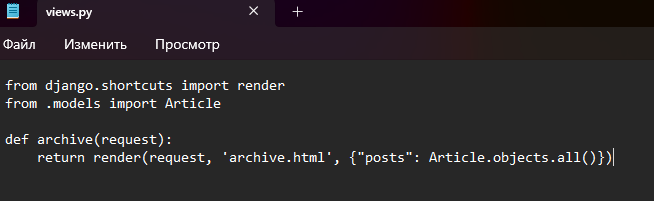 views.py
Файл Изменить Просмотр
from django.shortcuts import render
from .models import Article
def archive(request):
    return render(request, 'archive.html', {"posts": Article.objects.all()})